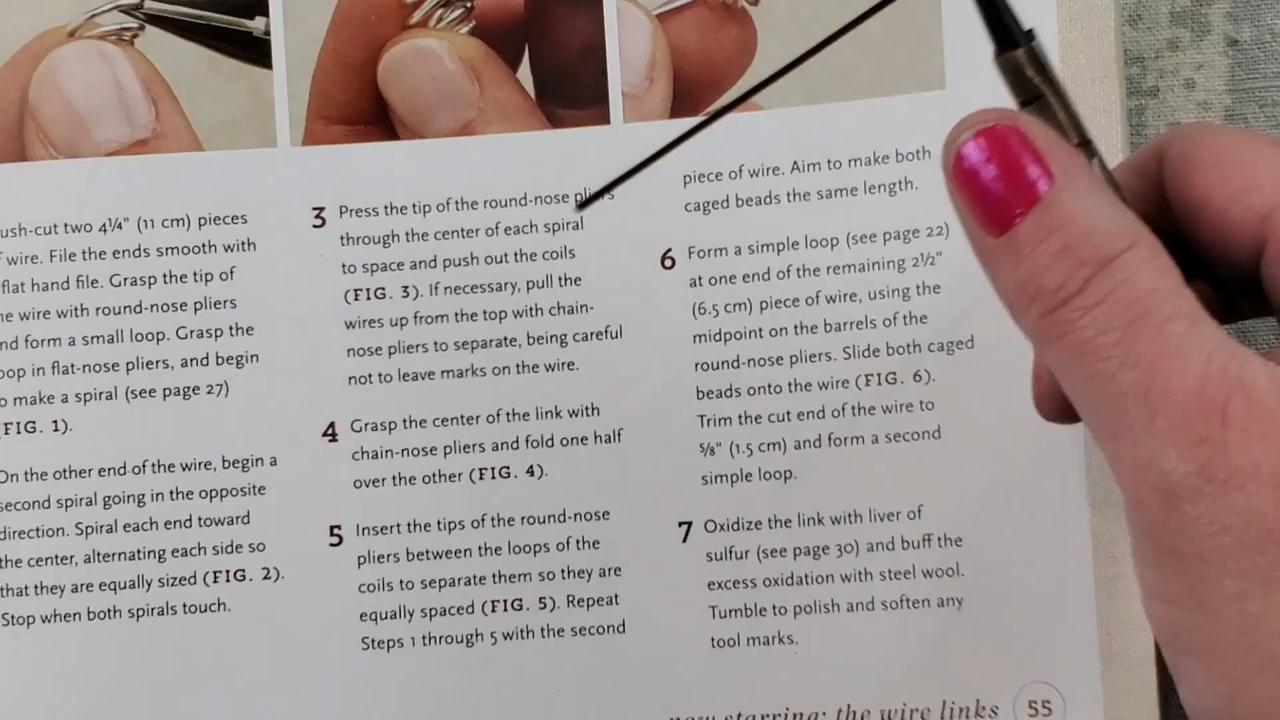 ush-cut two 4¼" (11 cm) pieces
f wire. File the ends smooth with
flat hand file. Grasp the tip of
he wire with round-nose pliers
nd form a small loop. Grasp the
oop in flat-nose pliers, and begin
o make a spiral (see page 27)
(FIG. 1).
On the other end of the wire, begin a
second spiral going in the opposite
direction. Spiral each end toward
the center, alternating each side so
that they are equally sized (FIG. 2).
Stop when both spirals touch.
3 Press the tip of the round-nose pliers
through the center of each spiral
to space and push out the coils
(FIG. 3). If necessary, pull the
wires up from the top with chain-
nose pliers to separate, being careful
not to leave marks on the wire.
4 Grasp the center of the link with
chain-nose pliers and fold one half
over the other (FIG. 4).
5 Insert the tips of the round-nose
pliers between the loops of the
coils to separate them so they are
equally spaced (FIG. 5). Repeat
Steps 1 through 5 with the second
piece of wire. Aim to make both
caged beads the same length.
6 Form a simple loop (see page 22)
at one end of the remaining 2½"
(6.5 cm) piece of wire, using the
midpoint on the barrels of the
round-nose pliers. Slide both caged
beads onto the wire (FIG. 6).
Trim the cut end of the wire to
⅝" (1.5 cm) and form a second
simple loop.
7 Oxidize the link with liver of
sulfur (see page 30) and buff the
excess oxidation with steel wool.
Tumble to polish and soften any
tool marks.
now starring: the wire links 55